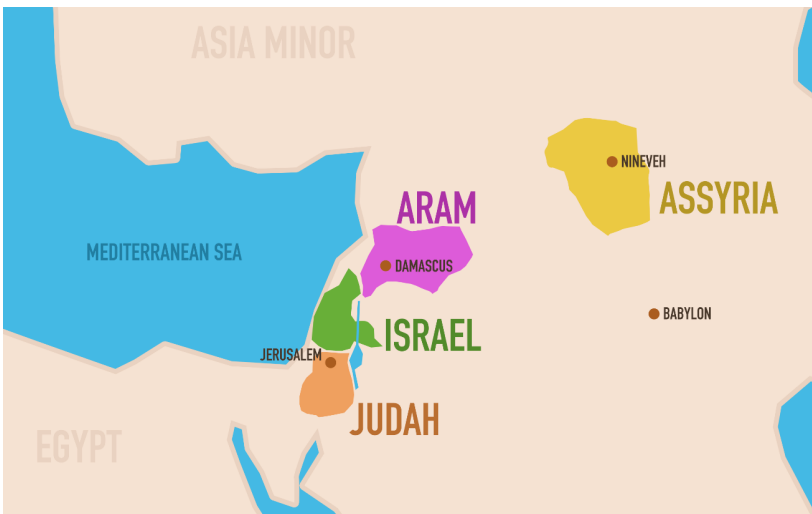 ASIA MINOR
NINEVEH
ASSYRIA
ARAM
MEDITERRANEAN SEA
DAMASCUS
BABYLON
ISRAEL
JERUSALEM
JUDAH
EGYPT